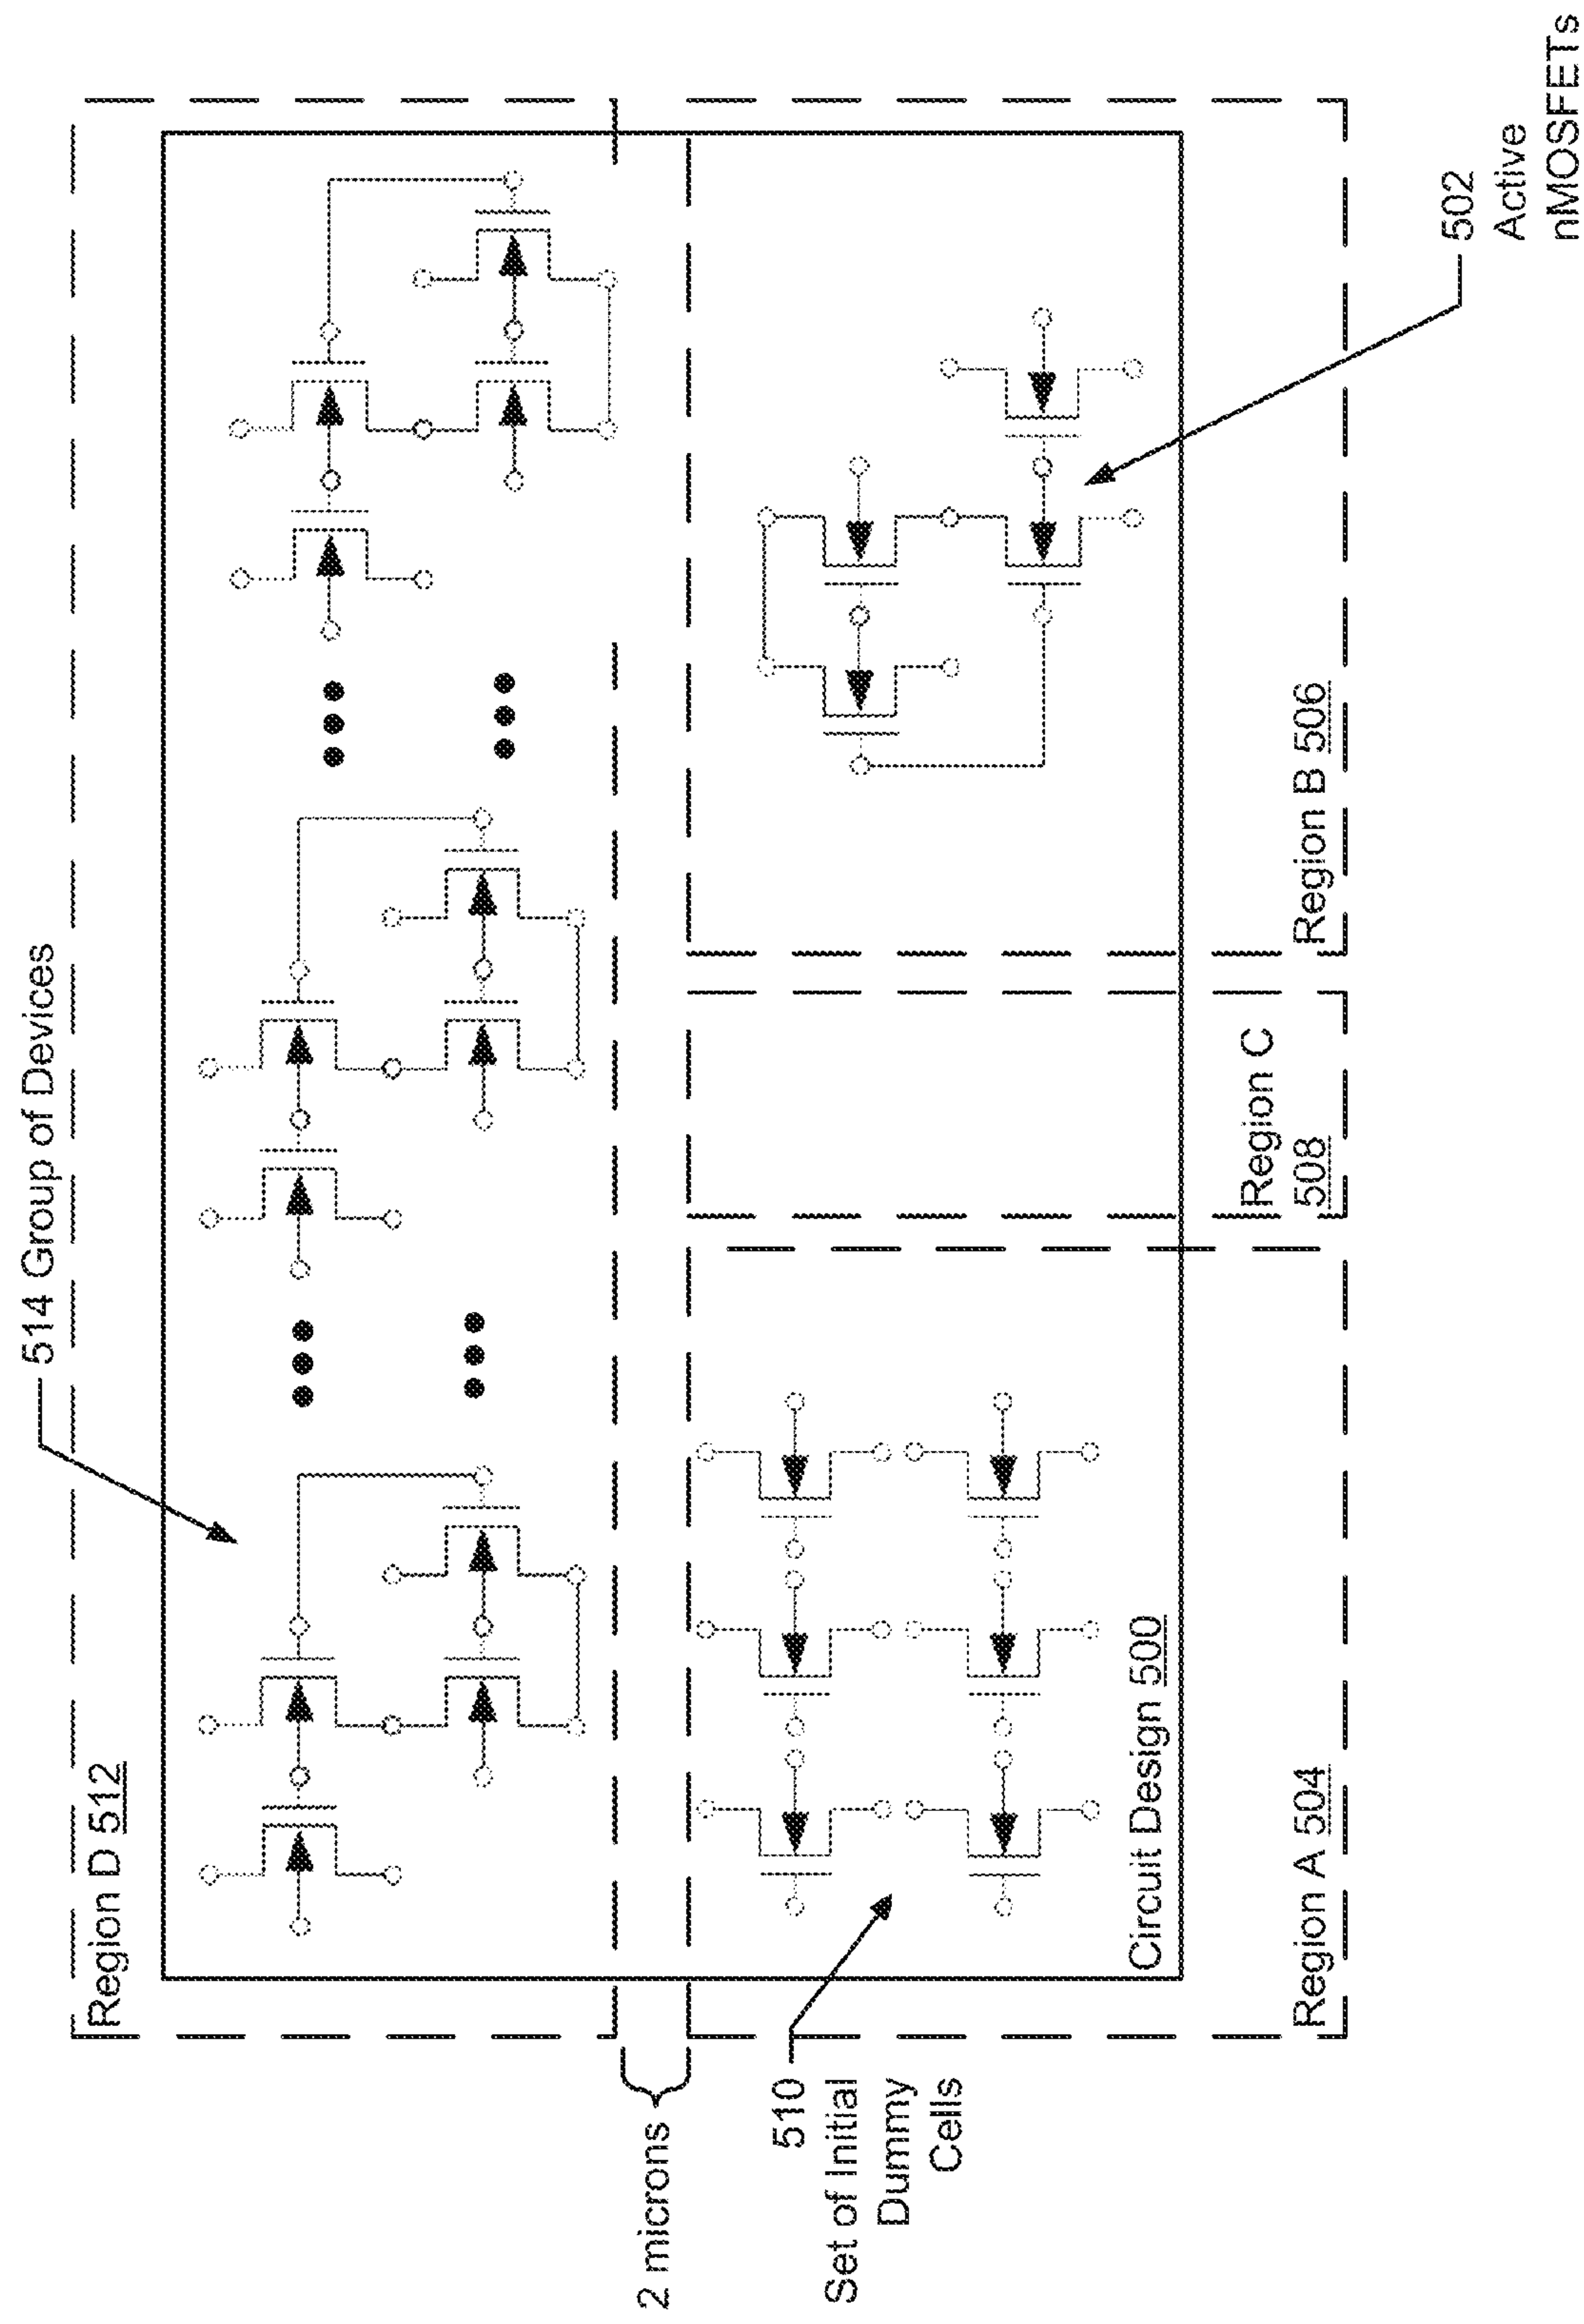 514 Group of Devices
Region D 512
2 microns
510
Set of Initial
Dummy
Cells
Circuit Design 500
Region A 504
Region C
508
Region B 506
502
Active
nMOSFETs